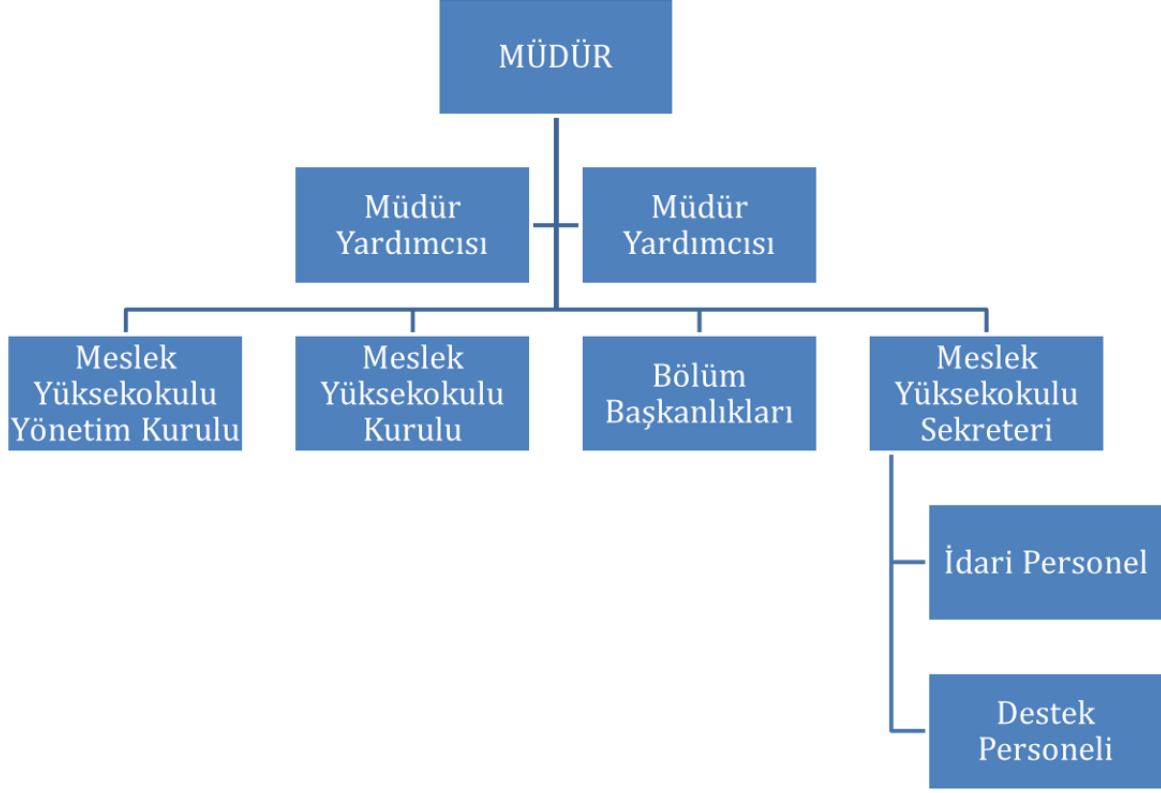 MÜDÜR
Müdür
Yardımcısı
Müdür
Yardımcısı
Meslek
Yüksekokulu
Yönetim Kurulu
Meslek
Yüksekokulu
Kurulu
Bölüm
Başkanlıkları
Meslek
Yüksekokulu
Sekreteri
İdari Personel
Destek
Personeli